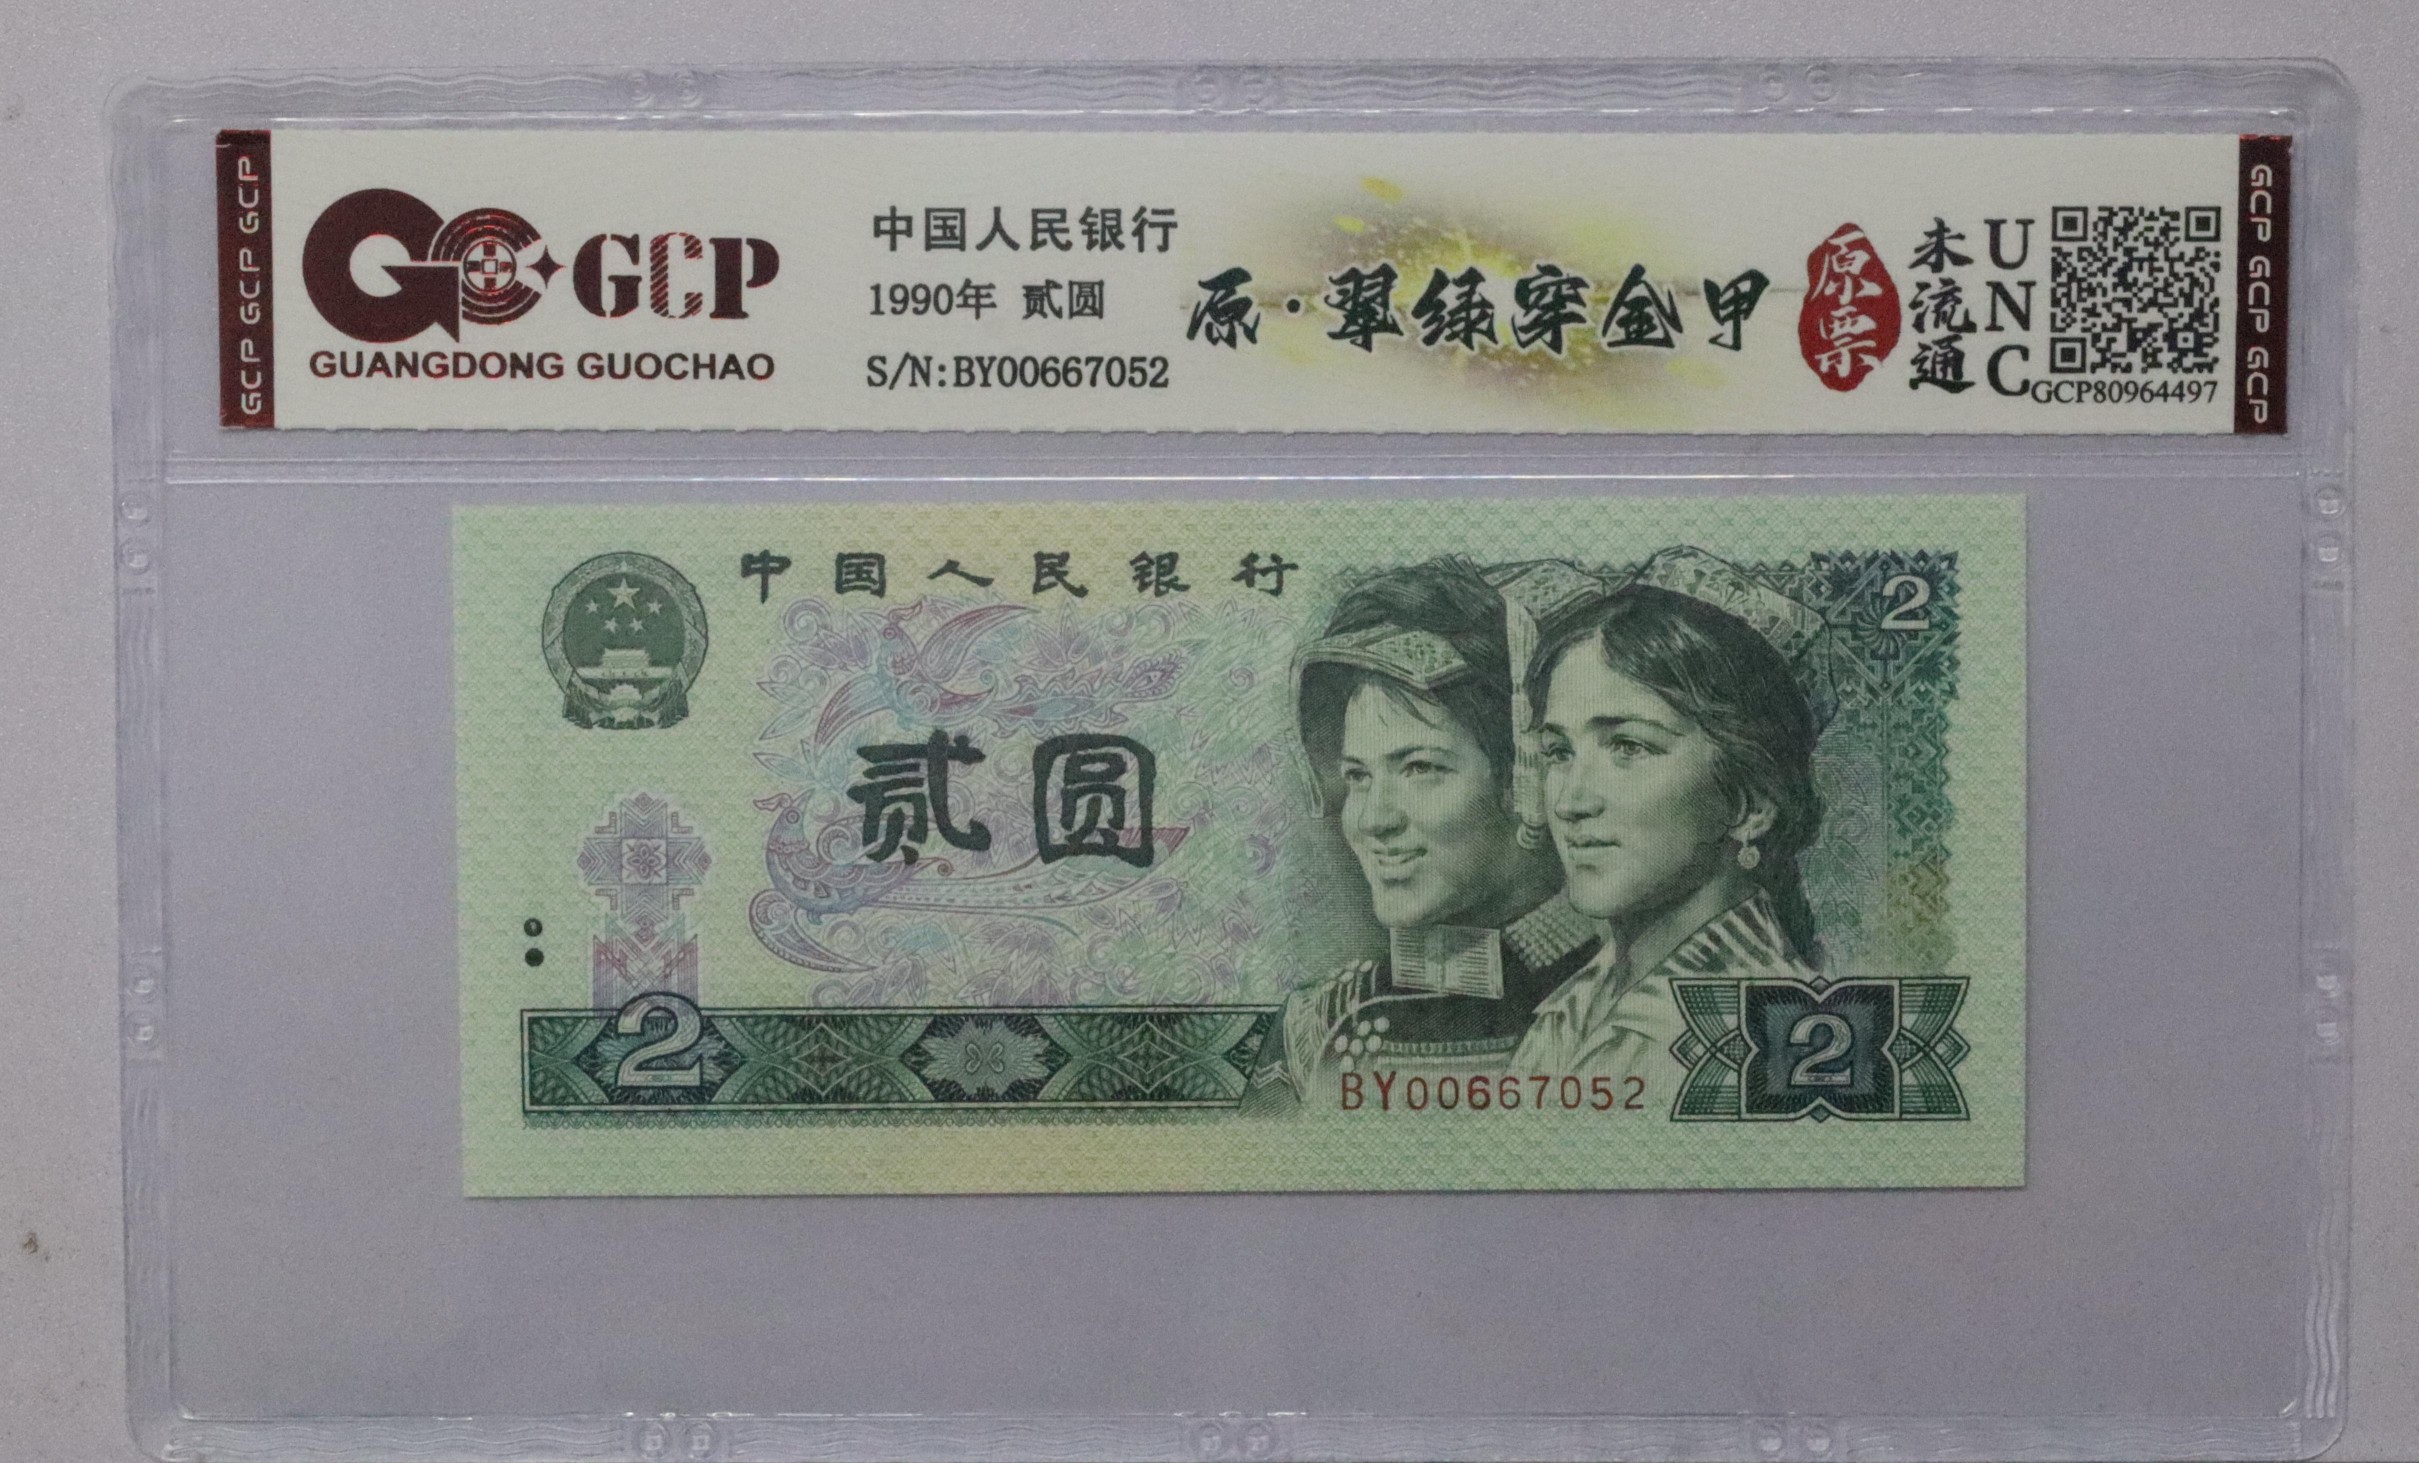 GCP GCP GCP
GCP
GUANGDONG GUOCHAO
中国人民银行
1990年 贰圆
S/N:BY00667052
原·翠绿穿金甲
原票
未流通
UNC
GCP80964497
GCP GCP GCP
中国人民银行
2
贰圆
2
BY00667052
2